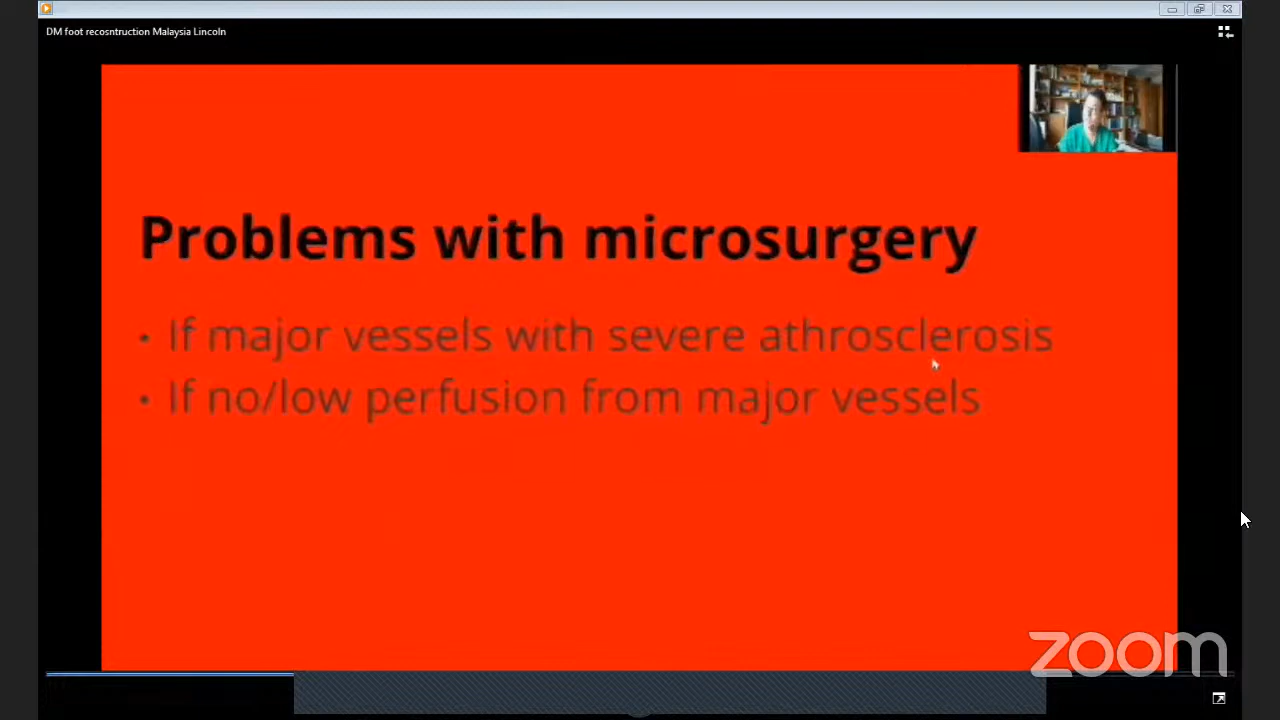 DM foot recosntruction Malaysia Lincoln
Problems with microsurgery
• If major vessels with severe athrosclerosis
• If no/low perfusion from major vessels
zoom